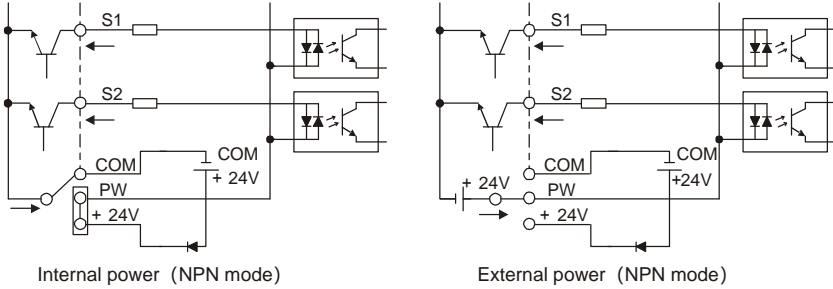 S1
S2
COM
COM
+ 24V
PW
+ 24V
Internal power (NPN mode)
S1
S2
COM
COM
+24V
+ 24V
PW
+ 24V
External power (NPN mode)